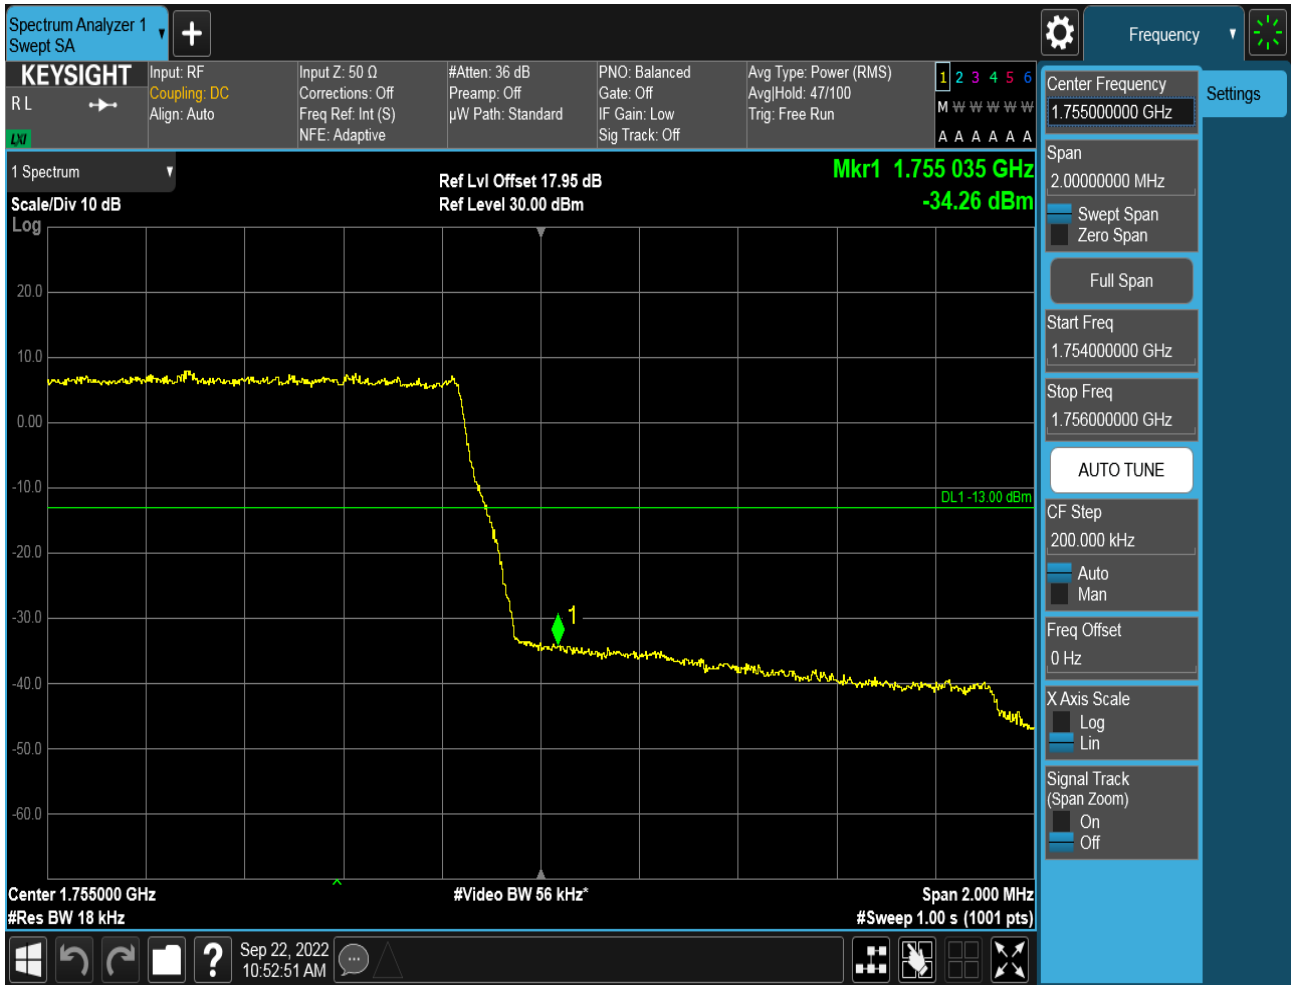 Spectrum Analyzer 1
Swept SA
Frequency
KEYSIGHT
R L
LXI
Input: RF
Coupling: DC
Align: Auto
Input Z: 50 Ω
Corrections: Off
Freq Ref: Int (S)
NFE: Adaptive
#Atten: 36 dB
Preamp: Off
µW Path: Standard
PNO: Balanced
Gate: Off
IF Gain: Low
Sig Track: Off
Avg Type: Power (RMS)
Avg|Hold: 47/100
Trig: Free Run
1 2 3 4 5 6
M W W W W W
A A A A A A
1 Spectrum
Scale/Div 10 dB
Log
Ref Lvl Offset 17.95 dB
Ref Level 30.00 dBm
Mkr1 1.755 035 GHz
-34.26 dBm
20.0
10.0
0.00
-10.0
-20.0
-30.0
-40.0
-50.0
-60.0
DL1 -13.00 dBm
1
Center 1.755000 GHz
#Res BW 18 kHz
#Video BW 56 kHz*
Span 2.000 MHz
#Sweep 1.00 s (1001 pts)
Center Frequency
1.755000000 GHz
Settings
Span
2.00000000 MHz
Swept Span
Zero Span
Full Span
Start Freq
1.754000000 GHz
Stop Freq
1.756000000 GHz
AUTO TUNE
CF Step
200.000 kHz
Auto
Man
Freq Offset
0 Hz
X Axis Scale
Log
Lin
Signal Track
(Span Zoom)
On
Off
?
Sep 22, 2022
10:52:51 AM